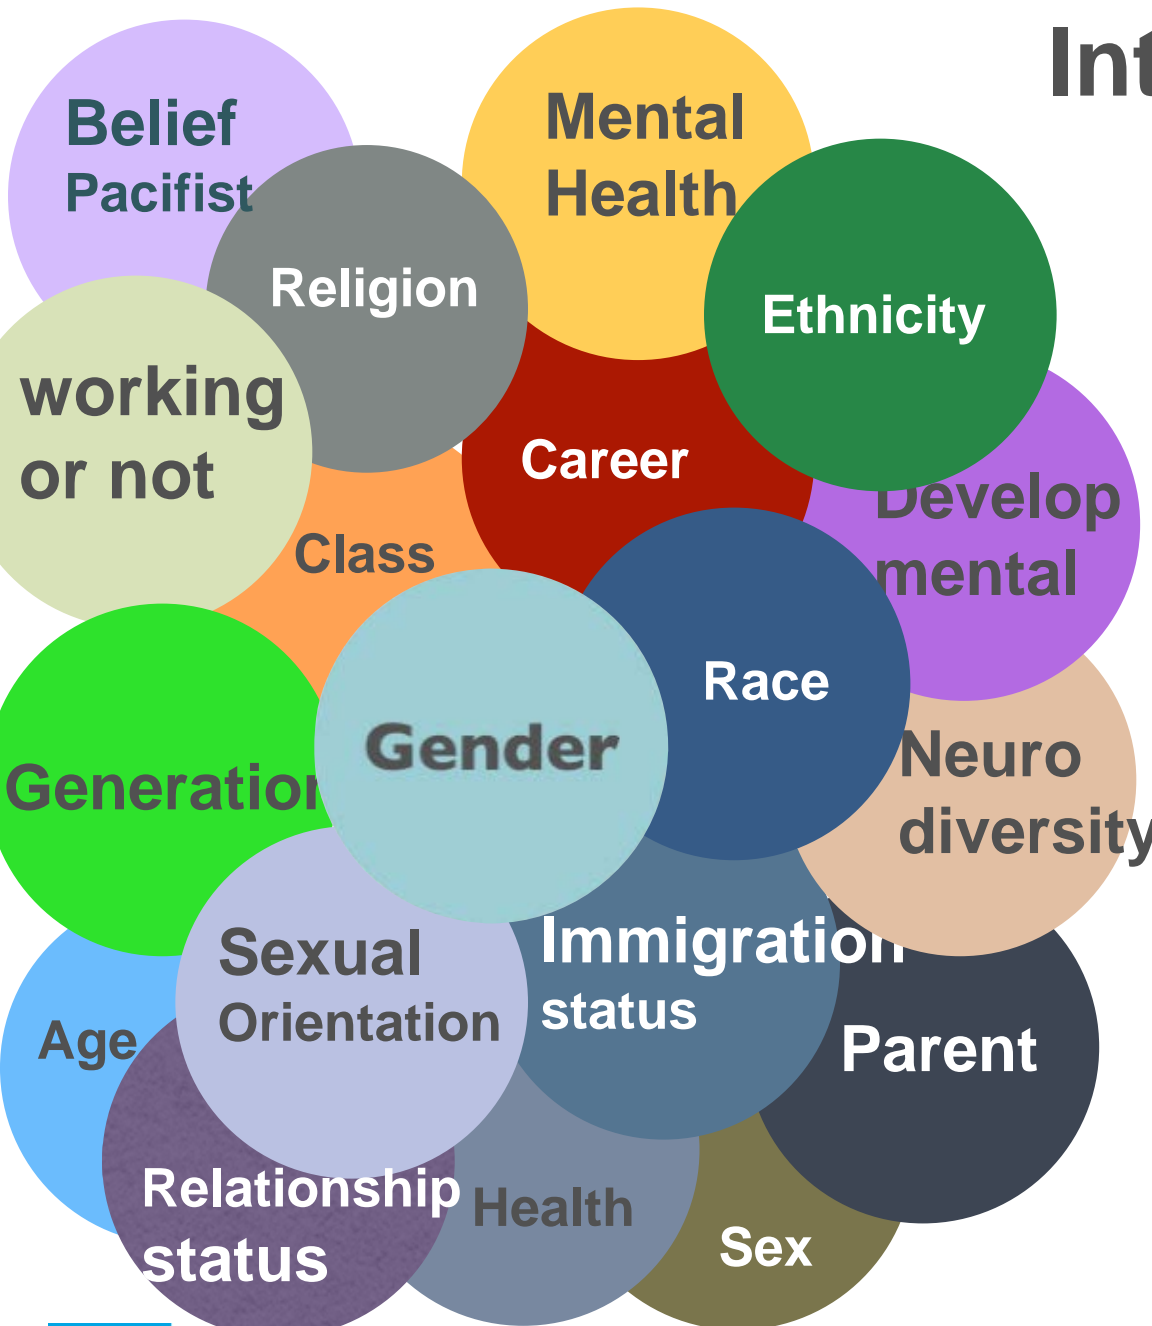 Int
Belief
Pacifist
Mental
Health
Religion
Ethnicity
working
or not
Career
Develop
mental
Class
Race
Gender
Neuro
diversity
Generation
Sexual
Orientation
Immigration
status
Age
Parent
Relationship
status
Health
Sex